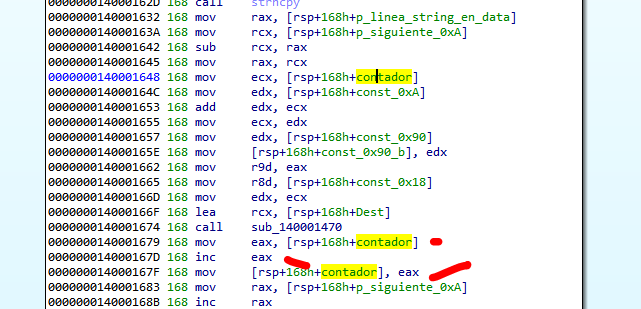 000000014000162D 168 call    strncpy
0000000140001632 168 mov     rax, [rsp+168h+p_linea_string_en_data]
000000014000163A 168 mov     rcx, [rsp+168h+p_siguiente_0xA]
0000000140001642 168 sub     rcx, rax
0000000140001645 168 mov     rax, rcx
0000000140001648 168 mov     ecx, [rsp+168h+contador]
000000014000164C 168 mov     edx, [rsp+168h+const_0xA]
0000000140001653 168 add     edx, ecx
0000000140001655 168 mov     ecx, edx
0000000140001657 168 mov     edx, [rsp+168h+const_0x90]
000000014000165E 168 mov     [rsp+168h+const_0x90_b], edx
0000000140001662 168 mov     r9d, eax
0000000140001665 168 mov     r8d, [rsp+168h+const_0x18]
000000014000166D 168 mov     edx, ecx
000000014000166F 168 lea     rcx, [rsp+168h+Dest]
0000000140001674 168 call    sub_140001470
0000000140001679 168 mov     eax, [rsp+168h+contador]
000000014000167D 168 inc     eax
000000014000167F 168 mov     [rsp+168h+contador], eax
0000000140001683 168 mov     rax, [rsp+168h+p_siguiente_0xA]
000000014000168B 168 inc     rax